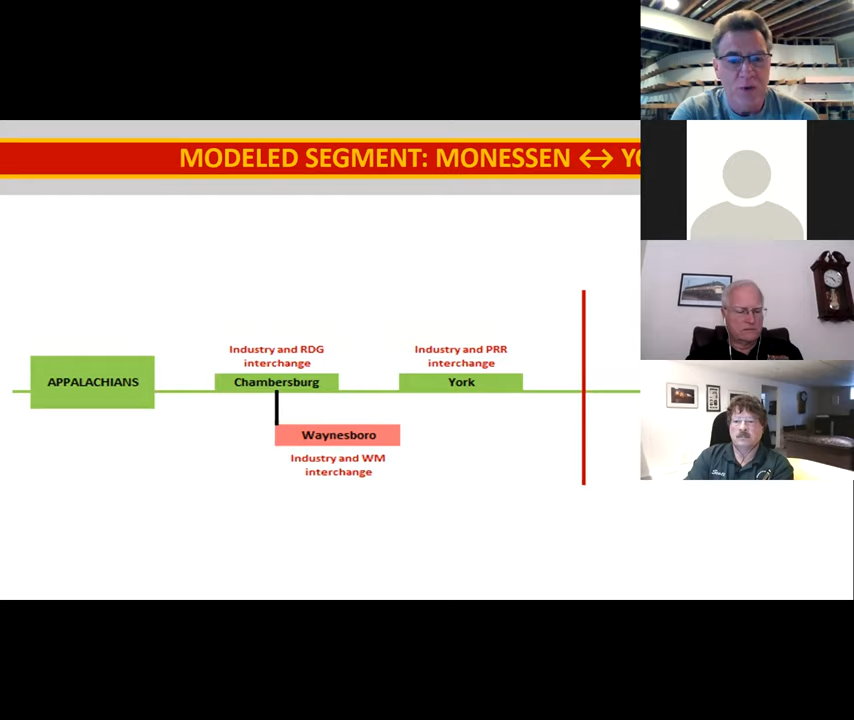 MODELED SEGMENT: MONESSEN ↔
Industry and RDG
interchange
Industry and PRR
interchange
APPALACHIANS
Chambersburg
York
Waynesboro
Industry and WM
interchange